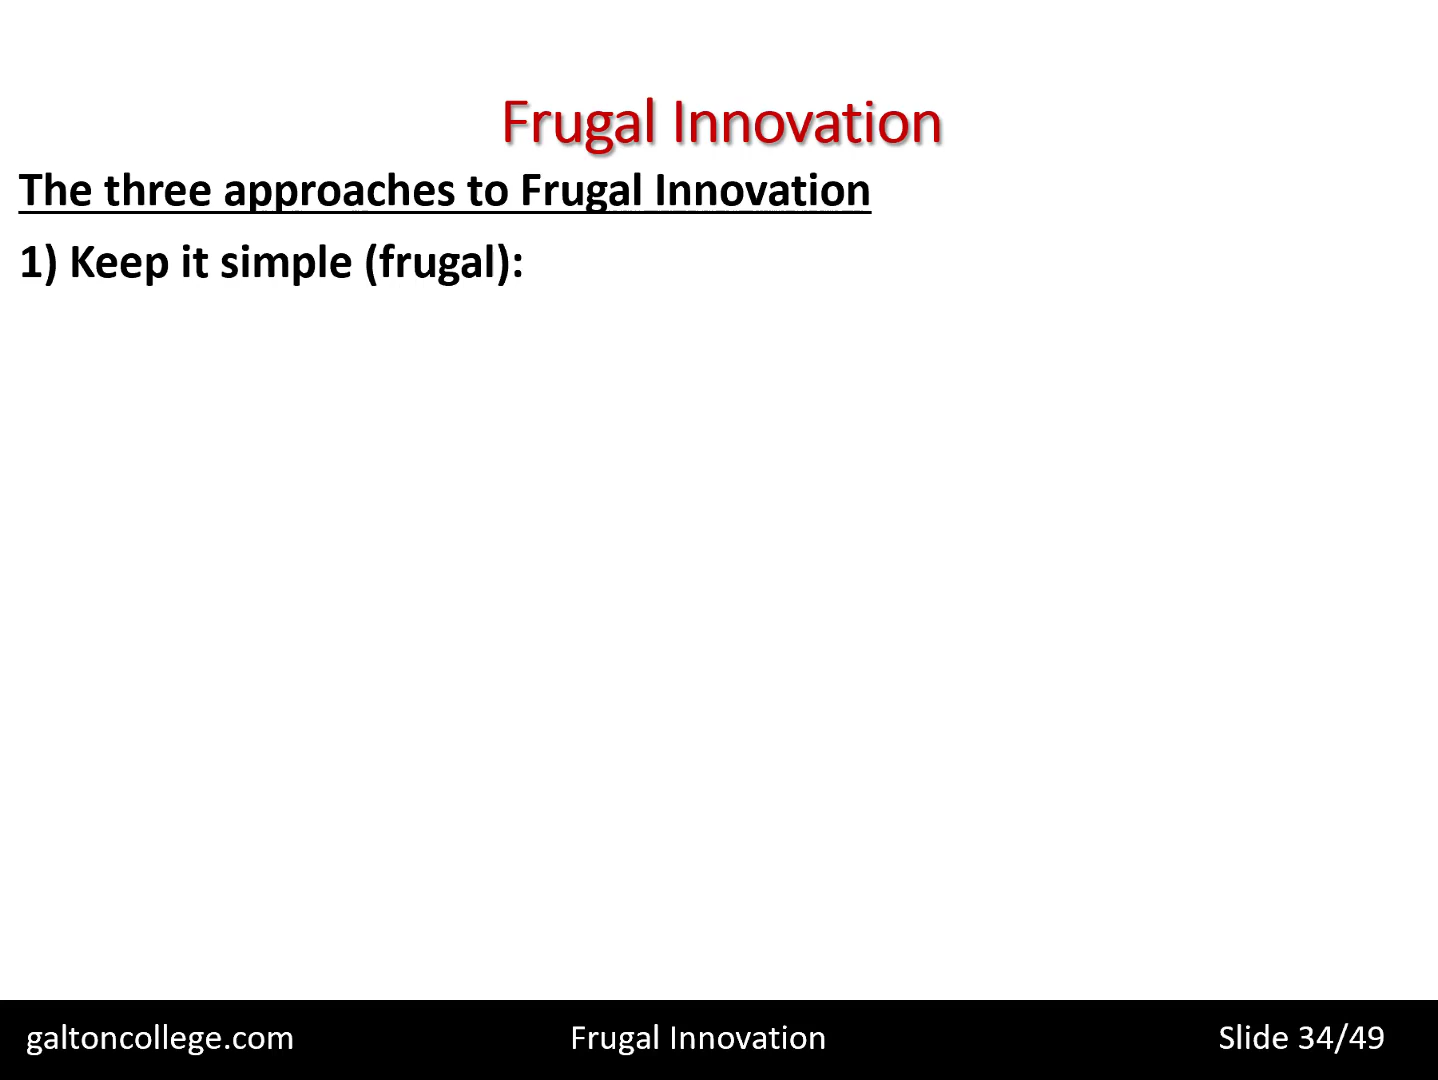 Frugal Innovation
The three approaches to Frugal Innovation
1) Keep it simple (frugal):
galtoncollege.com Frugal Innovation Slide 34/49